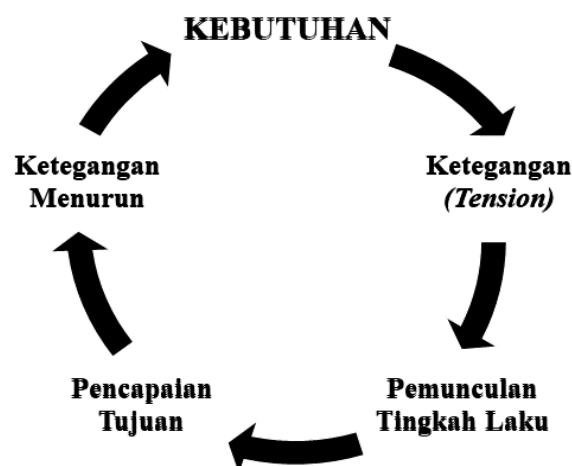 KEBUTUHAN
Ketegangan
(Tension)
Pemunculan
Tingkah Laku
Pencapaian
Tujuan
Ketegangan
Menurun